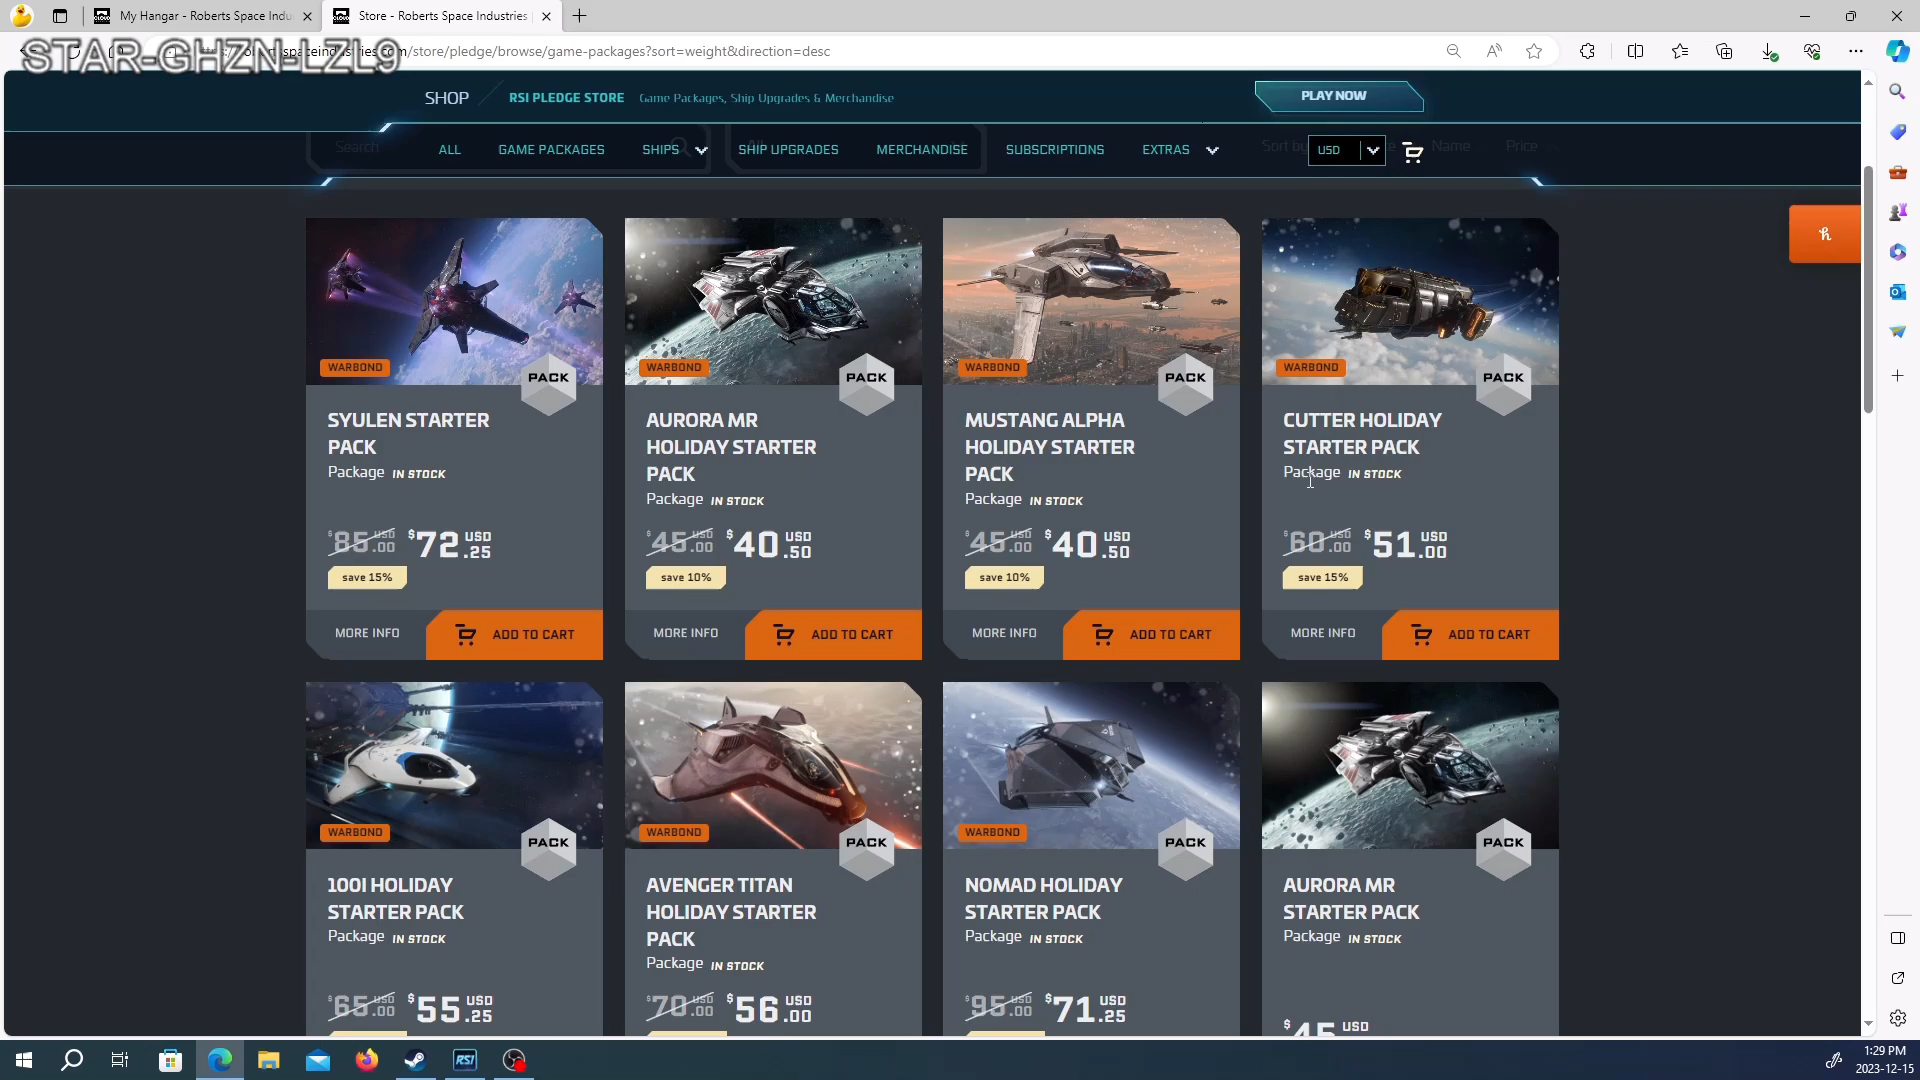 My Hangar - Roberts Space Indu
Store - Roberts Space Industries
STAR-GHZN-LZL9
/store/pledge/browse/game-packages?sort=weight&direction=desc
SHOP
RSI PLEDGE STORE
Game Packages, Ship Upgrades & Merchandise
PLAY NOW
Search
ALL
GAME PACKAGES
SHIPS
SHIP UPGRADES
MERCHANDISE
SUBSCRIPTIONS
EXTRAS
Sort by
USD
Name
Price
WARBOND
PACK
SYULEN STARTER
PACK
Package IN STOCK
$85.00 USD $72.25 USD
save 15%
MORE INFO
ADD TO CART
WARBOND
PACK
AURORA MR
HOLIDAY STARTER
PACK
Package IN STOCK
$45.00 USD $40.50 USD
save 10%
MORE INFO
ADD TO CART
WARBOND
PACK
MUSTANG ALPHA
HOLIDAY STARTER
PACK
Package IN STOCK
$45.00 USD $40.50 USD
save 10%
MORE INFO
ADD TO CART
WARBOND
PACK
CUTTER HOLIDAY
STARTER PACK
Package IN STOCK
$60.00 USD $51.00 USD
save 15%
MORE INFO
ADD TO CART
WARBOND
PACK
100I HOLIDAY
STARTER PACK
Package IN STOCK
$65.00 USD $55.25 USD
WARBOND
PACK
AVENGER TITAN
HOLIDAY STARTER
PACK
Package IN STOCK
$70.00 USD $56.00 USD
WARBOND
PACK
NOMAD HOLIDAY
STARTER PACK
Package IN STOCK
$95.00 USD $71.25 USD
PACK
AURORA MR
STARTER PACK
Package IN STOCK
$45 USD
RSI
1:29 PM
2023-12-15